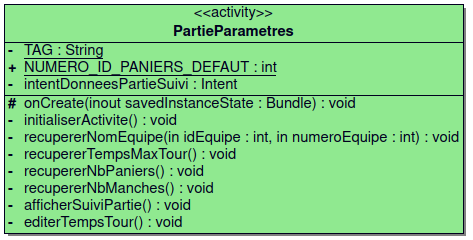 <<activity>>
PartieParametres
- TAG : String
+ NUMERO_ID_PANIERS_DEFAUT : int
- intentDonneesPartieSuivi : Intent
# onCreate(inout savedInstanceState : Bundle) : void
- initialiserActivite() : void
- recupererNomEquipe(in idEquipe : int, in numeroEquipe : int) : void
- recupererTempsMaxTour() : void
- recupererNbPaniers() : void
- recupererNbManches() : void
- afficherSuiviPartie() : void
- editerTempsTour() : void